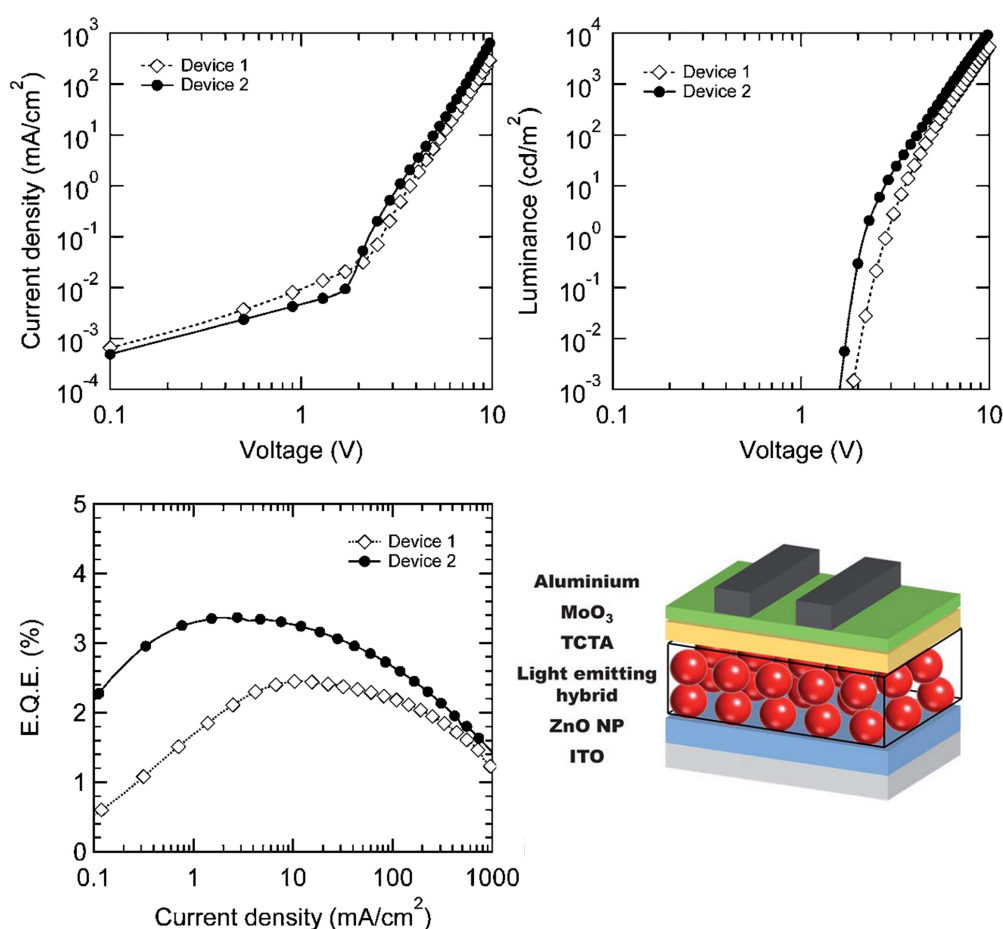 Current density (mA/cm²)
10³
10²
10¹
10⁰
10⁻¹
10⁻²
10⁻³
10⁻⁴
Device 1
Device 2
0.1
1
10
Voltage (V)
Luminance (cd/m²)
10⁴
10³
10²
10¹
10⁰
10⁻¹
10⁻²
10⁻³
Device 1
Device 2
0.1
1
10
Voltage (V)
E.Q.E. (%)
5
4
3
2
1
0
Device 1
Device 2
0.1
1
10
100
1000
Current density (mA/cm²)
Aluminium
MoO₃
TCTA
Light emitting
hybrid
ZnO NP
ITO